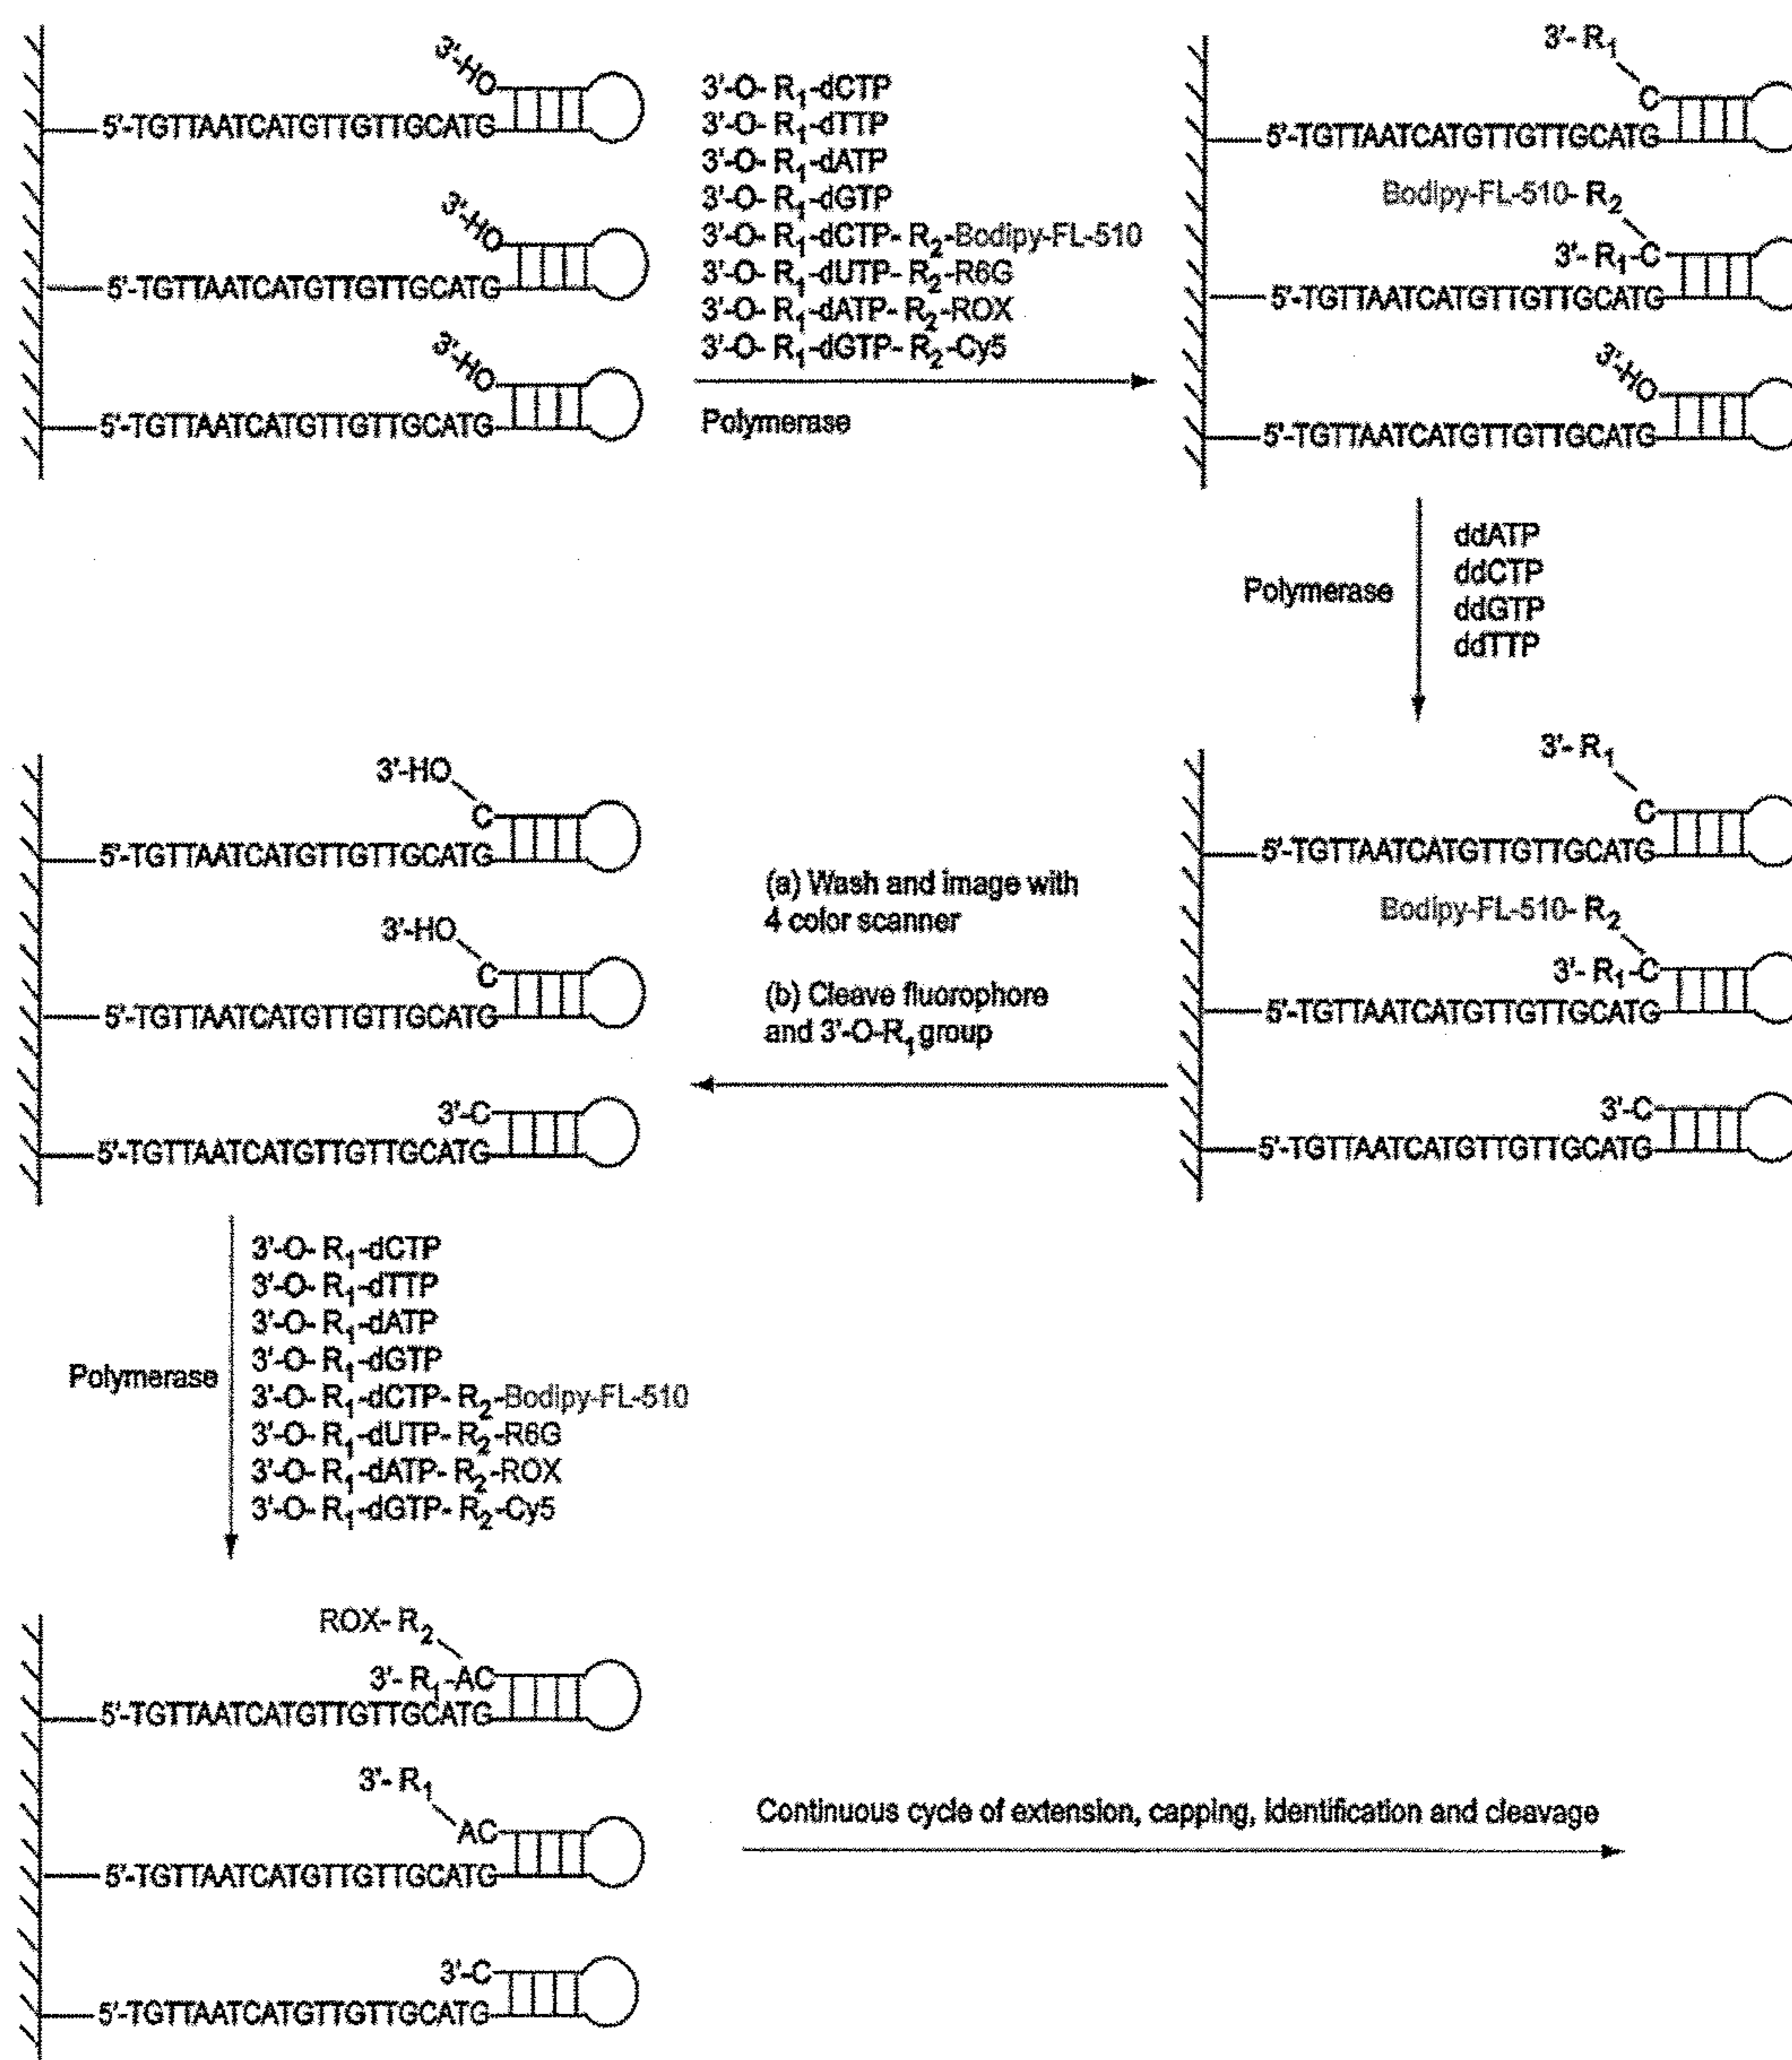 3'-HO
5'-TGTTAATCATGTTGTTGCATG
3'-HO
5'-TGTTAATCATGTTGTTGCATG
3'-HO
5'-TGTTAATCATGTTGTTGCATG
3'-O- R1-dCTP
3'-O- R1-dTTP
3'-O- R1-dATP
3'-O- R1-dGTP
3'-O- R1-dCTP- R2-Bodipy-FL-510
3'-O- R1-dUTP- R2-R6G
3'-O- R1-dATP- R2-ROX
3'-O- R1-dGTP- R2-Cy5
Polymerase
3'- R1
C
5'-TGTTAATCATGTTGTTGCATG
Bodipy-FL-510- R2
3'- R1-C
5'-TGTTAATCATGTTGTTGCATG
3'-HO
5'-TGTTAATCATGTTGTTGCATG
Polymerase
ddATP
ddCTP
ddGTP
ddTTP
3'- R1
C
5'-TGTTAATCATGTTGTTGCATG
Bodipy-FL-510- R2
3'- R1-C
5'-TGTTAATCATGTTGTTGCATG
3'-C
5'-TGTTAATCATGTTGTTGCATG
(a) Wash and image with
4 color scanner
(b) Cleave fluorophore
and 3'-O-R1 group
3'-HO
C
5'-TGTTAATCATGTTGTTGCATG
3'-HO
C
5'-TGTTAATCATGTTGTTGCATG
3'-C
5'-TGTTAATCATGTTGTTGCATG
Polymerase
3'-O- R1-dCTP
3'-O- R1-dTTP
3'-O- R1-dATP
3'-O- R1-dGTP
3'-O- R1-dCTP- R2-Bodipy-FL-510
3'-O- R1-dUTP- R2-R6G
3'-O- R1-dATP- R2-ROX
3'-O- R1-dGTP- R2-Cy5
ROX- R2
3'- R1-AC
5'-TGTTAATCATGTTGTTGCATG
3'- R1
AC
5'-TGTTAATCATGTTGTTGCATG
3'-C
5'-TGTTAATCATGTTGTTGCATG
Continuous cycle of extension, capping, identification and cleavage